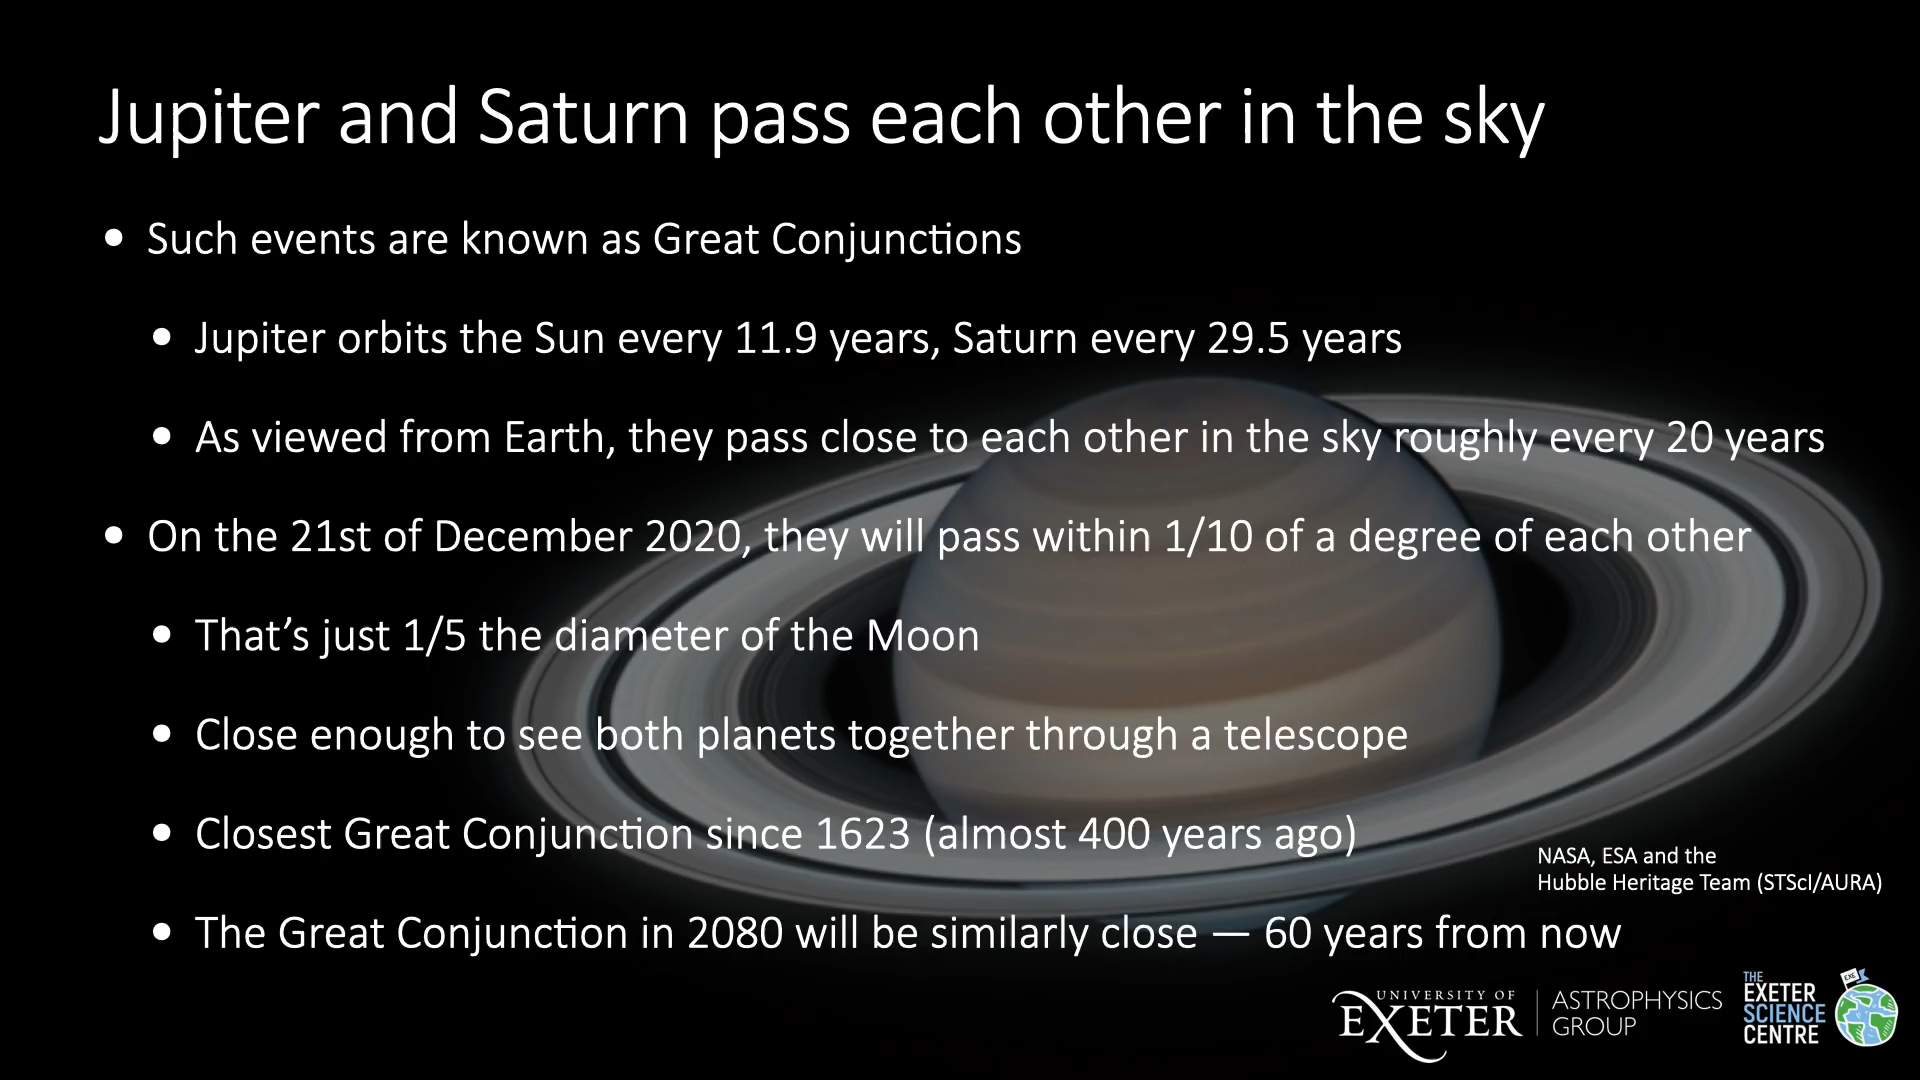 Jupiter and Saturn pass each other in the sky
• Such events are known as Great Conjunctions
• Jupiter orbits the Sun every 11.9 years, Saturn every 29.5 years
• As viewed from Earth, they pass close to each other in the sky roughly every 20 years
• On the 21st of December 2020, they will pass within 1/10 of a degree of each other
• That’s just 1/5 the diameter of the Moon
• Close enough to see both planets together through a telescope
• Closest Great Conjunction since 1623 (almost 400 years ago)
NASA, ESA and the
Hubble Heritage Team (STScI/AURA)
• The Great Conjunction in 2080 will be similarly close — 60 years from now
UNIVERSITY OF
EXETER
ASTROPHYSICS
GROUP
THE
EXETER
SCIENCE
CENTRE
EXE